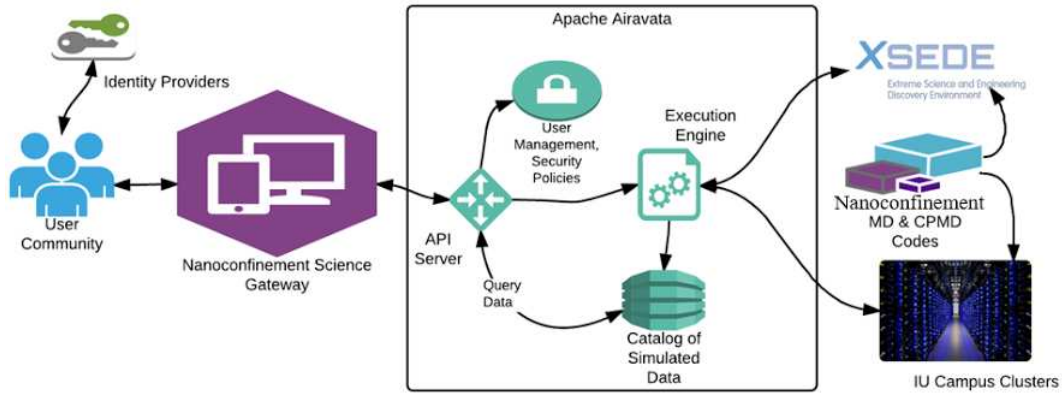 Apache Airavata
Identity Providers
XSEDE
Extreme Science and Engineering
Discovery Environment
User
Management,
Security
Policies
Execution
Engine
User
Community
Nanoconfinement Science
Gateway
API
Server
Query
Data
Catalog of
Simulated
Data
Nanoconfinement
MD & CPMD
Codes
IU Campus Clusters